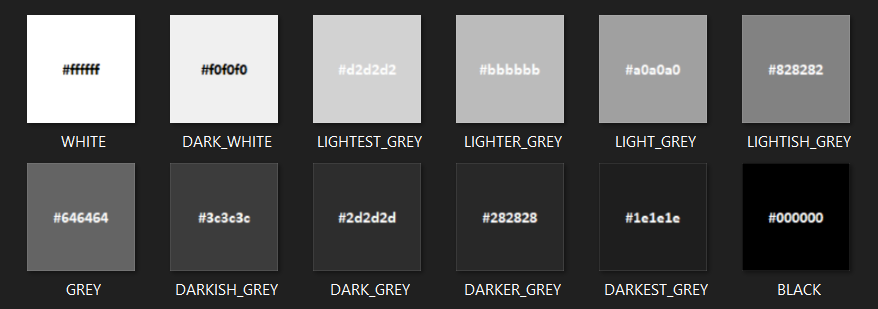 #ffffff #f0f0f0 #d2d2d2 #bbbbbb #a0a0a0 #828282
WHITE DARK_WHITE LIGHTEST_GREY LIGHTER_GREY LIGHT_GREY LIGHTISH_GREY
#646464 #3c3c3c #2d2d2d #282828 #1e1e1e #000000
GREY DARKISH_GREY DARK_GREY DARKER_GREY DARKEST_GREY BLACK